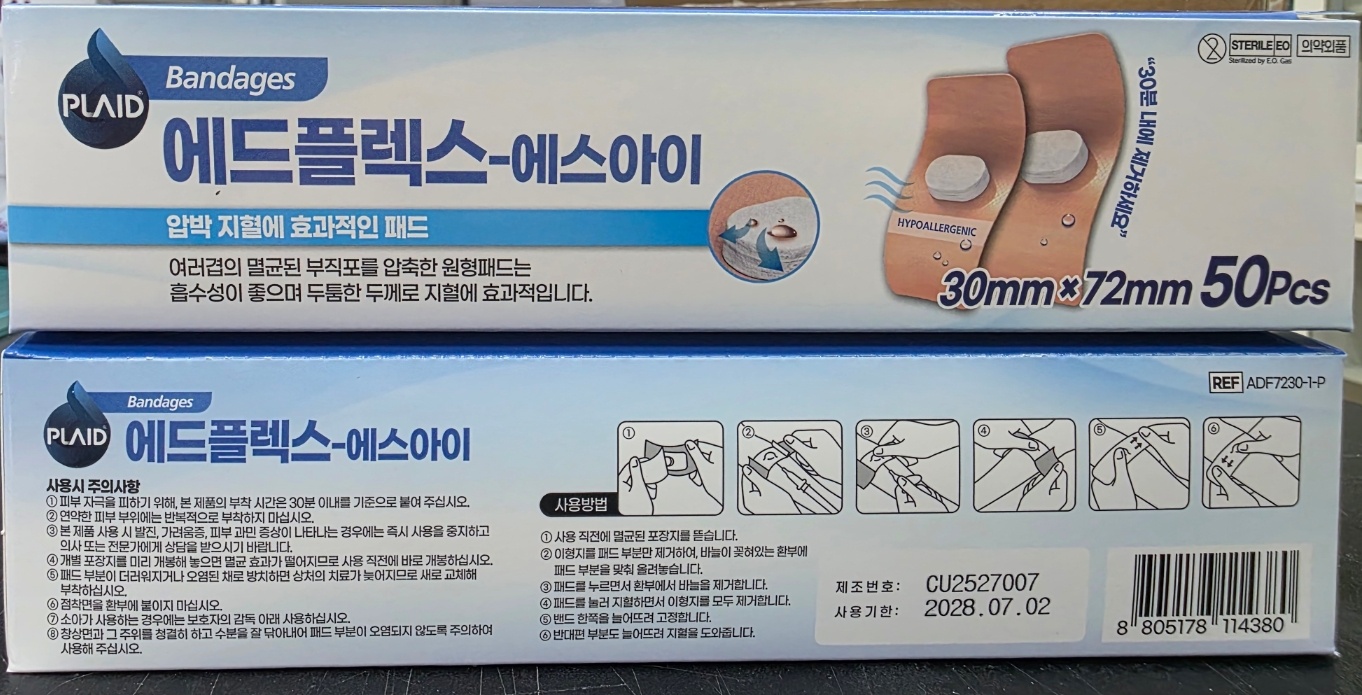 PLAID
Bandages
에드플렉스-에스아이
압박 지혈에 효과적인 패드
여러겹의 멸균된 부직포를 압축한 원형패드는
흡수성이 좋으며 두툼한 두께로 지혈에 효과적입니다.
HYPOALLERGENIC
"30분 내에 제거하세요"
2 STERILE EO 의약외품
Sterilized by E.O. Gas
30mm×72mm 50Pcs
PLAID
Bandages
에드플렉스-에스아이
REF ADF7230-1-P
사용시 주의사항
① 피부 자극을 피하기 위해, 본 제품의 부착 시간은 30분 이내를 기준으로 붙여 주십시오.
② 연약한 피부 부위에는 반복적으로 부착하지 마십시오.
③ 본 제품 사용 시 발진, 가려움증, 피부 과민 증상이 나타나는 경우에는 즉시 사용을 중지하고
의사 또는 전문가에게 상담을 받으시기 바랍니다.
④ 개별 포장지를 미리 개봉해 놓으면 멸균 효과가 떨어지므로 사용 직전에 바로 개봉하십시오.
⑤ 패드 부분이 더러워지거나 오염된 채로 방치하면 상처의 치료가 늦어지므로 새로 교체해
부착하십시오.
⑥ 점착면을 환부에 붙이지 마십시오.
⑦ 소아가 사용하는 경우에는 보호자의 감독 아래 사용하십시오.
⑧ 창상면과 그 주위를 청결히 하고 수분을 잘 닦아내어 패드 부분이 오염되지 않도록 주의하여
사용해 주십시오.
① ② ③ ④ ⑤ ⑥
사용방법
① 사용 직전에 멸균된 포장지를 뜯습니다.
② 이형지를 패드 부분만 제거하여, 바늘이 꽂혀있는 환부에
패드 부분을 맞춰 올려놓습니다.
③ 패드를 누르면서 환부에서 바늘을 제거합니다.
④ 패드를 눌러 지혈하면서 이형지를 모두 제거합니다.
⑤ 밴드 한쪽을 늘어뜨려 고정합니다.
⑥ 반대편 부분도 늘어뜨려 지혈을 도와줍니다.
제조번호: CU2527007
사용기한: 2028.07.02
8 805178 114380